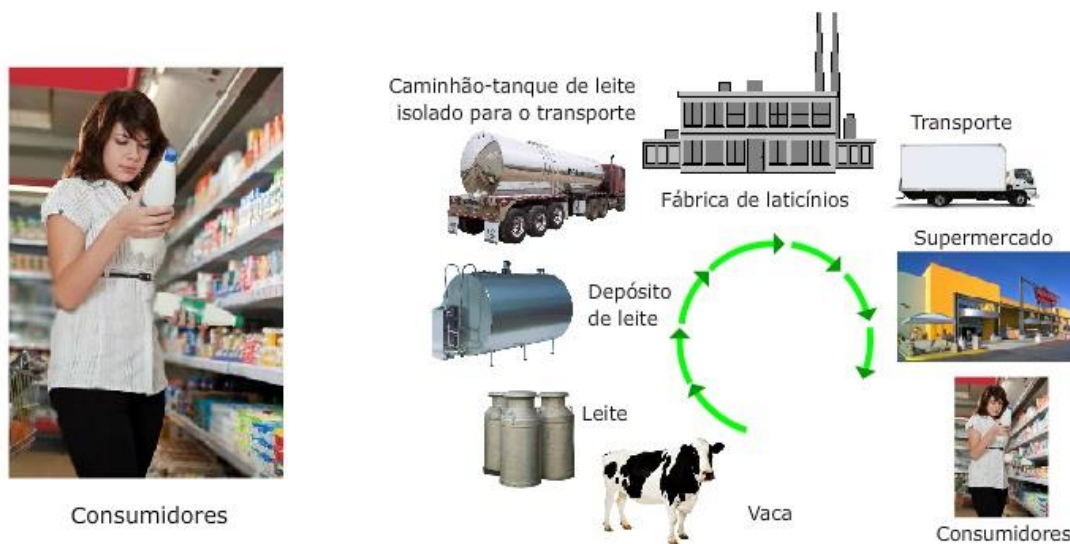 Caminhão-tanque de leite
isolado para o transporte
Transporte
Fábrica de laticínios
Supermercado
Depósito
de leite
Leite
Vaca
Consumidores
Consumidores